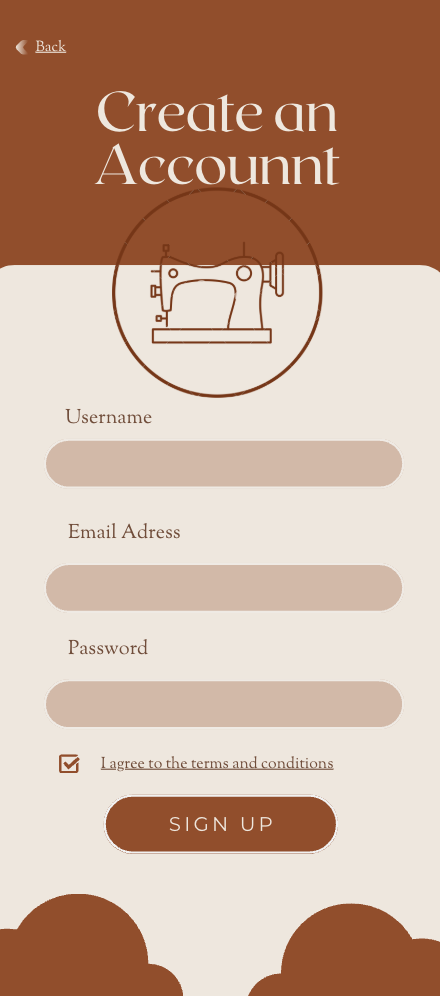 Back
Create an
Accounnt
Username
Email Adress
Password
I agree to the terms and conditions
SIGN UP